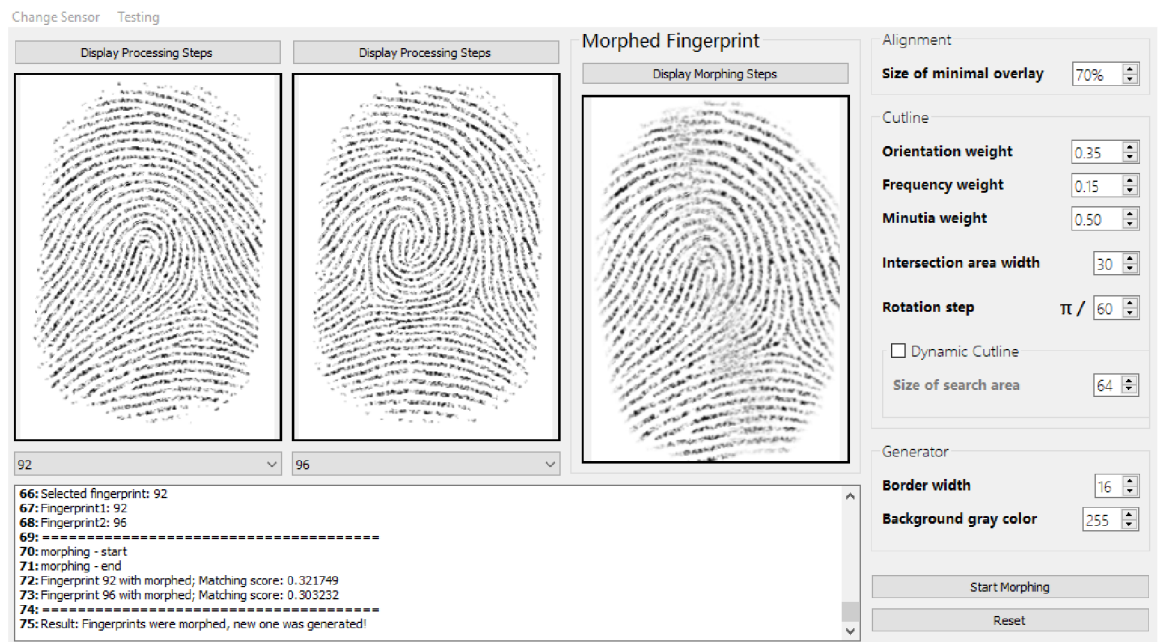 Change Sensor Testing
Display Processing Steps
Display Processing Steps
Morphed Fingerprint
Display Morphing Steps
92
96
66: Selected fingerprint: 92
67: Fingerprint1: 92
68: Fingerprint2: 96
69: =======================================
70: morphing - start
71: morphing - end
72: Fingerprint 92 with morphed; Matching score: 0.321749
73: Fingerprint 96 with morphed; Matching score: 0.303232
74: =======================================
75: Result: Fingerprints were morphed, new one was generated!
Alignment
Size of minimal overlay 70%
Cutline
Orientation weight 0.35
Frequency weight 0.15
Minutia weight 0.50
Intersection area width 30
Rotation step π / 60
Dynamic Cutline
Size of search area 64
Generator
Border width 16
Background gray color 255
Start Morphing
Reset